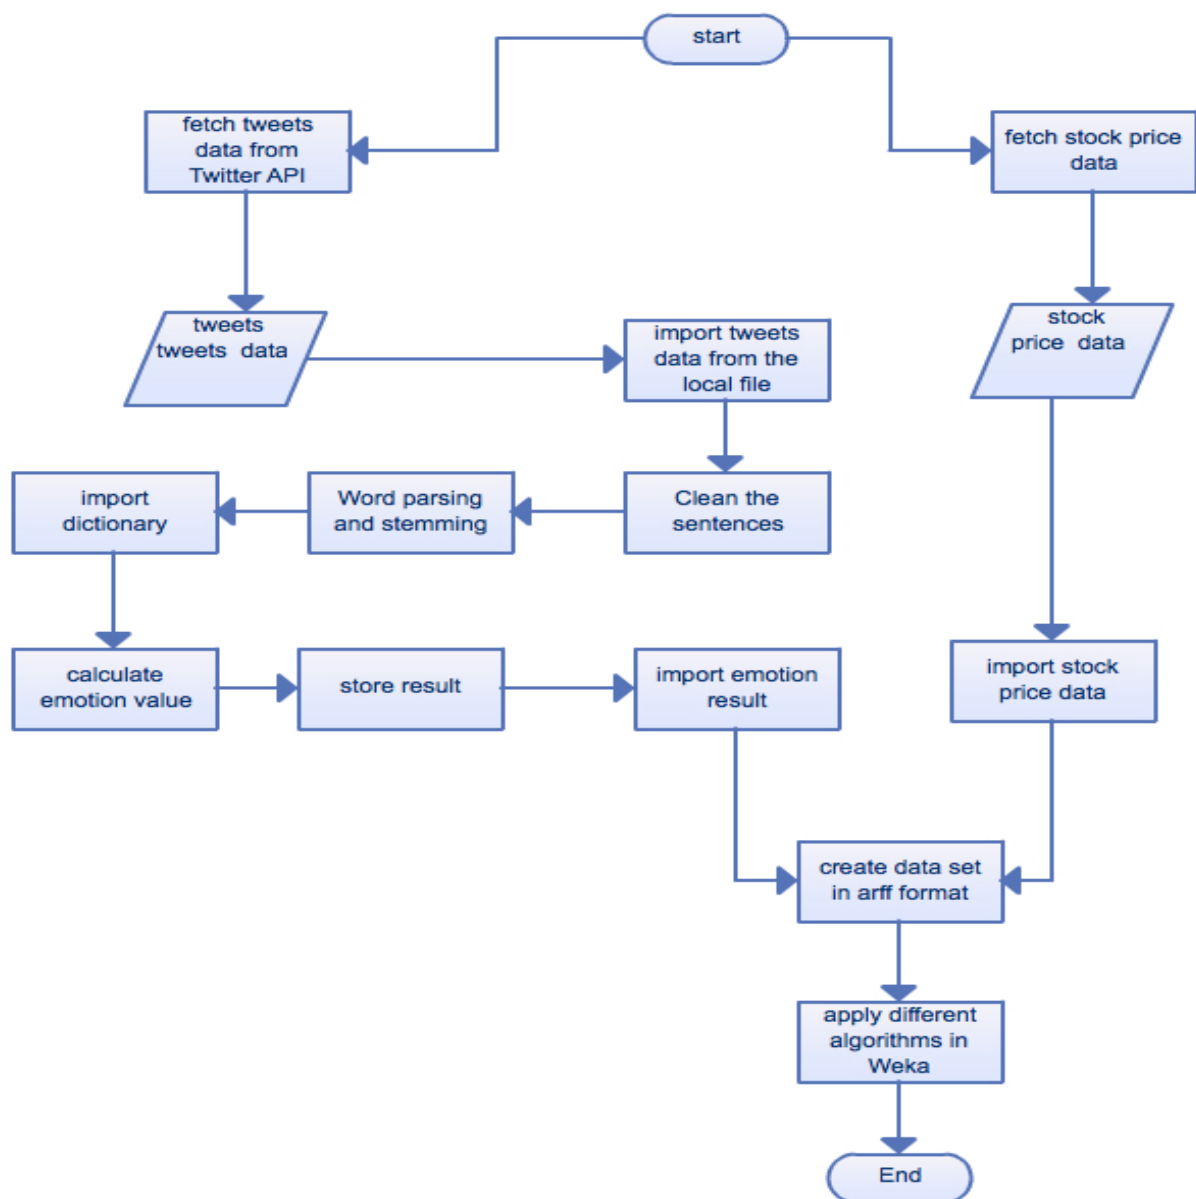 start
fetch tweets
data from
Twitter API
fetch stock price
data
tweets
tweets data
import tweets
data from the
local file
stock
price data
import
dictionary
Word parsing
and stemming
Clean the
sentences
calculate
emotion value
store result
import emotion
result
import stock
price data
create data set
in arff format
apply different
algorithms in
Weka
End